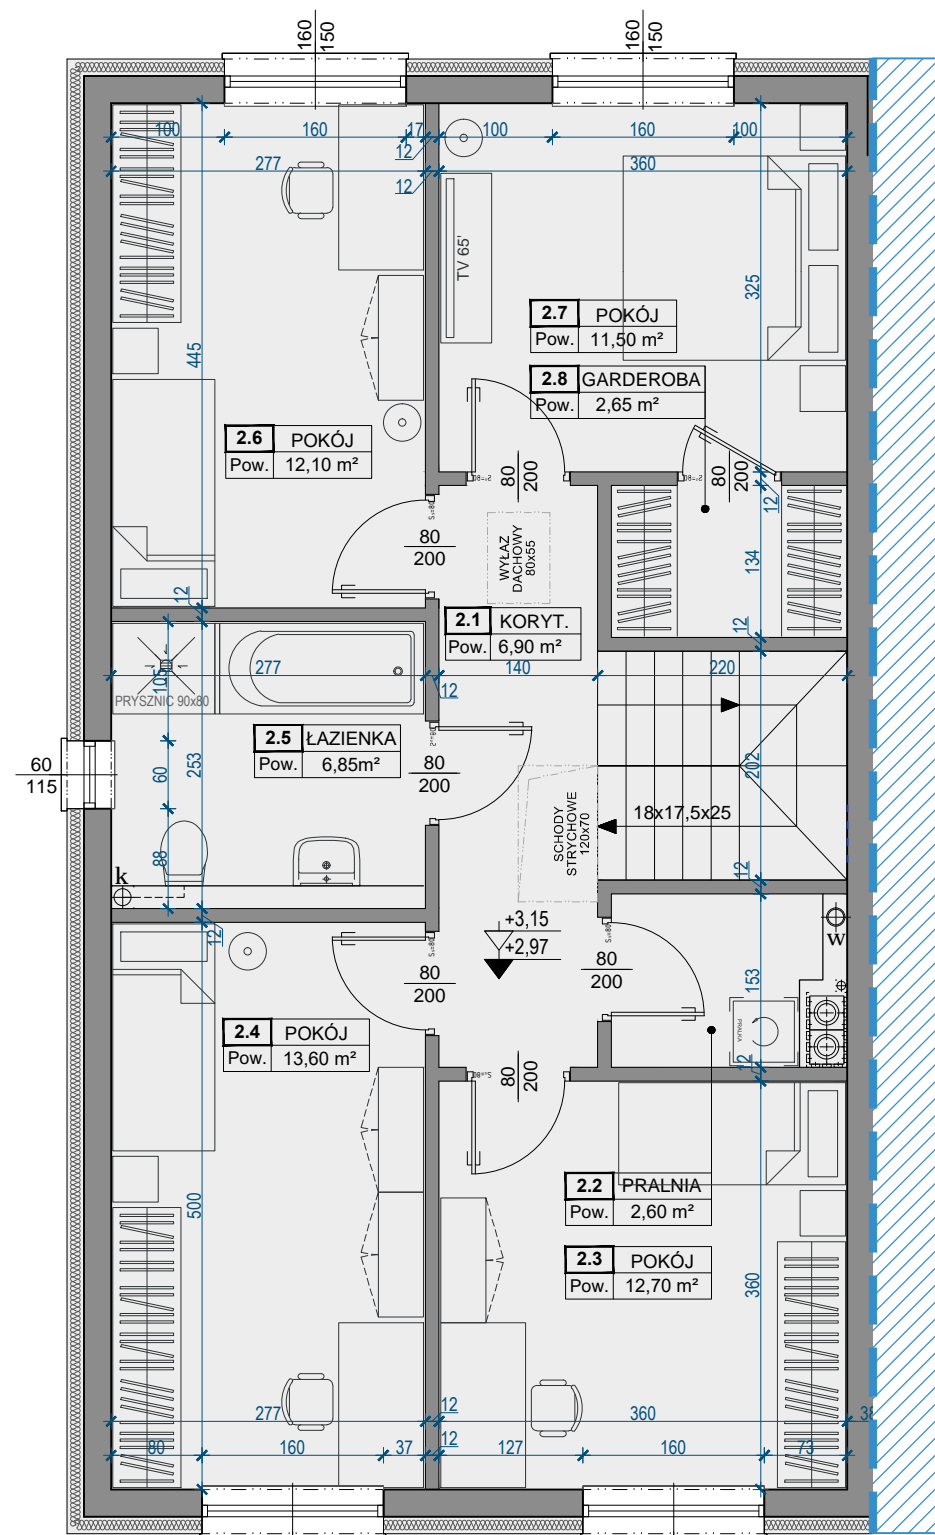 160
150
160
150
100
160
17
12
100
160
100
277
12
360
TV 65'
325
2.7 POKÓJ
Pow. 11,50 m²
445
2.8 GARDEROBA
Pow. 2,65 m²
2.6 POKÓJ
Pow. 12,10 m²
80
200
80
200
12
80
200
WYŁAZ
DACHOWY
80x55
134
12
12
2.1 KORYT.
Pow. 6,90 m²
277
12
140
220
105
PRYSZNIC 90x80
2.5 ŁAZIENKA
Pow. 6,85m²
60
115
60
253
80
200
202
SCHODY
STRYCHOWE
120x70
18x17,5x25
88
k
12
12
+3,15
+2,97
w
80
200
80
200
153
PRALKA
2.4 POKÓJ
Pow. 13,60 m²
80
200
12
500
2.2 PRALNIA
Pow. 2,60 m²
2.3 POKÓJ
Pow. 12,70 m²
360
277
12
360
38
80
160
37
12
127
160
73